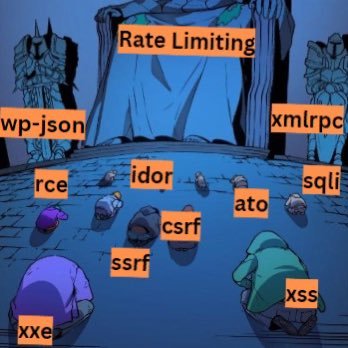 Rate Limiting
wp-json
xmlrpc
rce
idor
sqli
ato
csrf
ssrf
xss
xxe